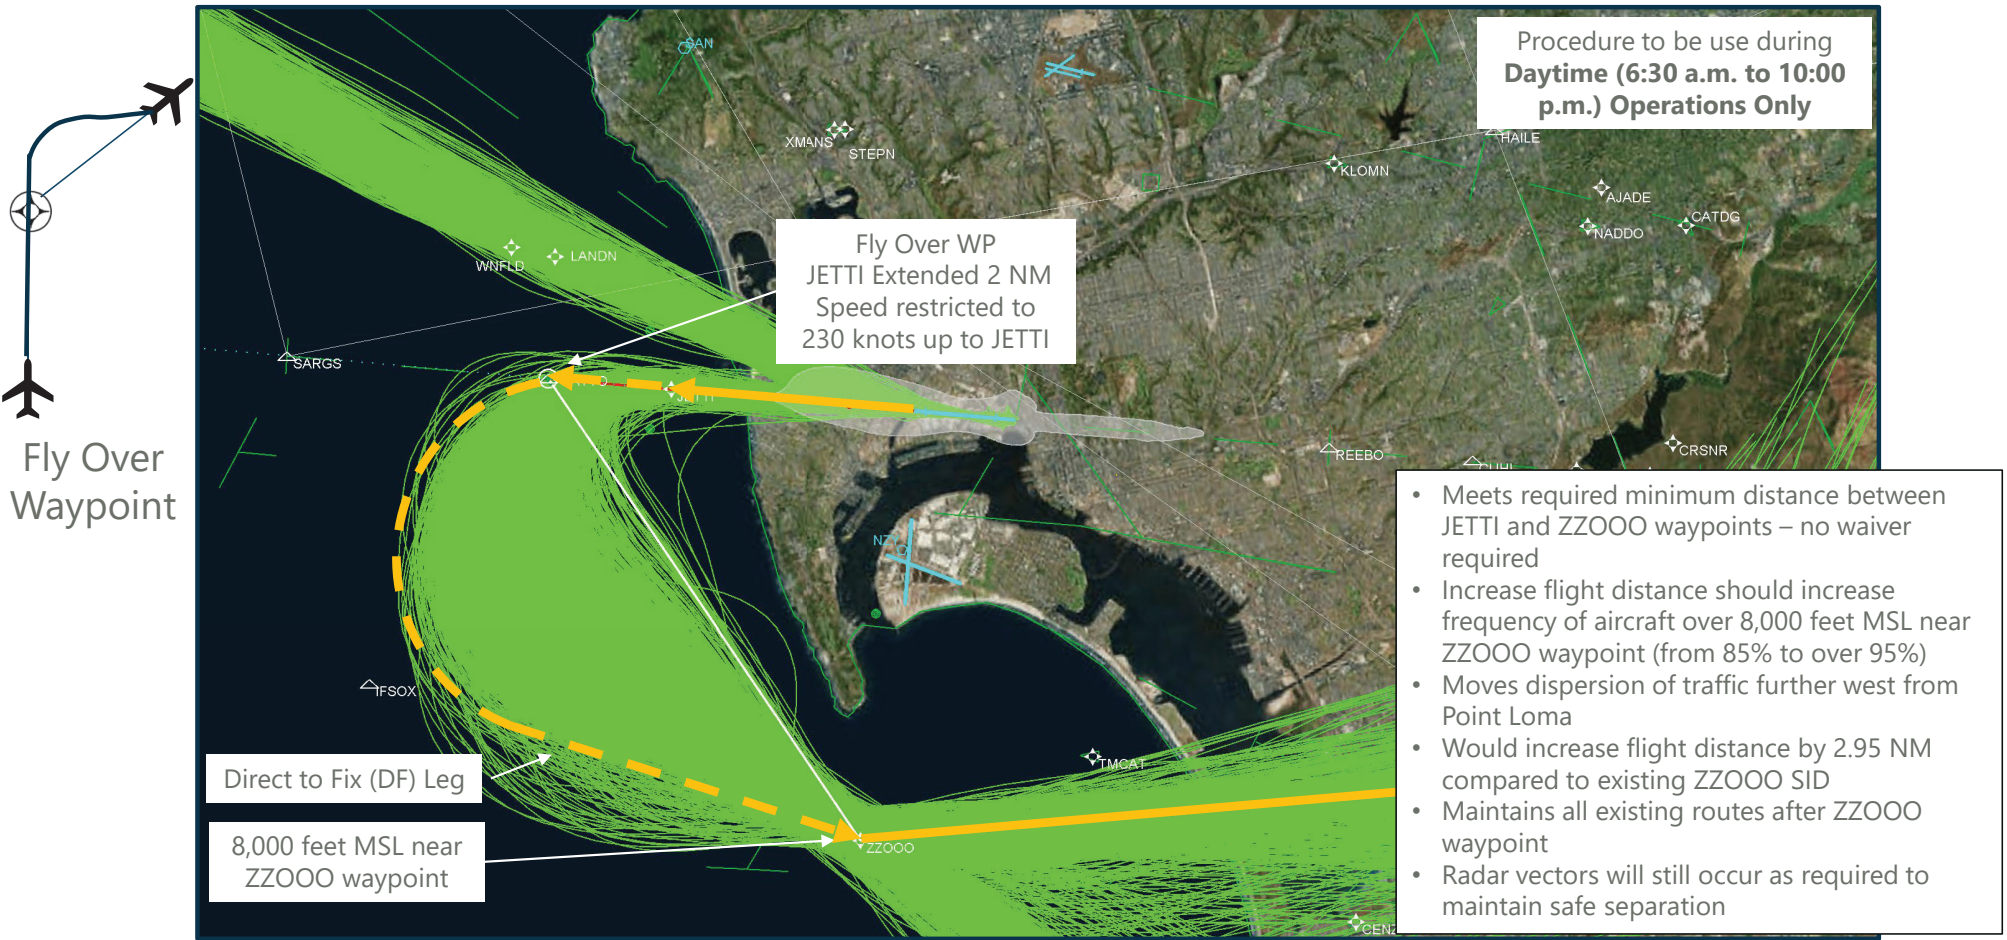 Procedure to be use during
Daytime (6:30 a.m. to 10:00
p.m.) Operations Only
SAN
XMANS
STEPN
HAILE
KLOMN
AJADE
CATDG
NADDO
WNFLD
LANDN
Fly Over WP
JETTI Extended 2 NM
Speed restricted to
230 knots up to JETTI
SARGS
JETTI
Fly Over
Waypoint
REEBO
CRSNR
IFSOX
TMCAT
Direct to Fix (DF) Leg
8,000 feet MSL near
ZZOOO waypoint
ZZOOO
• Meets required minimum distance between
JETTI and ZZOOO waypoints – no waiver
required
• Increase flight distance should increase
frequency of aircraft over 8,000 feet MSL near
ZZOOO waypoint (from 85% to over 95%)
• Moves dispersion of traffic further west from
Point Loma
• Would increase flight distance by 2.95 NM
compared to existing ZZOOO SID
• Maintains all existing routes after ZZOOO
waypoint
• Radar vectors will still occur as required to
maintain safe separation